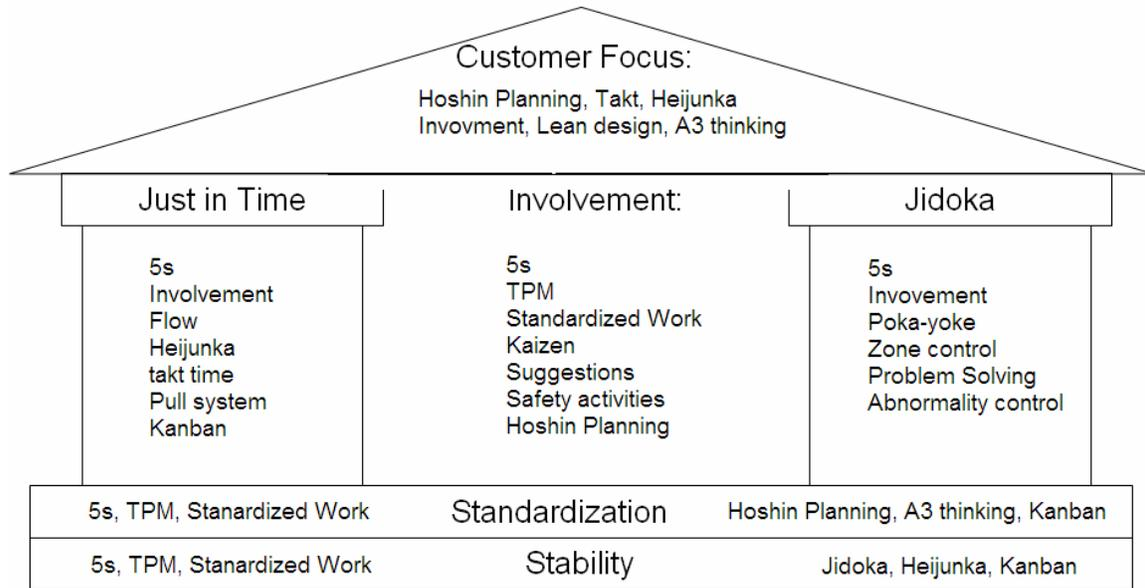 Customer Focus:
Hoshin Planning, Takt, Heijunka
Invovment, Lean design, A3 thinking
Just in Time
5s
Involvement
Flow
Heijunka
takt time
Pull system
Kanban
Involvement:
5s
TPM
Standardized Work
Kaizen
Suggestions
Safety activities
Hoshin Planning
Jidoka
5s
Invovement
Poka-yoke
Zone control
Problem Solving
Abnormality control
5s, TPM, Stanardized Work
Standardization
Hoshin Planning, A3 thinking, Kanban
5s, TPM, Stanardized Work
Stability
Jidoka, Heijunka, Kanban